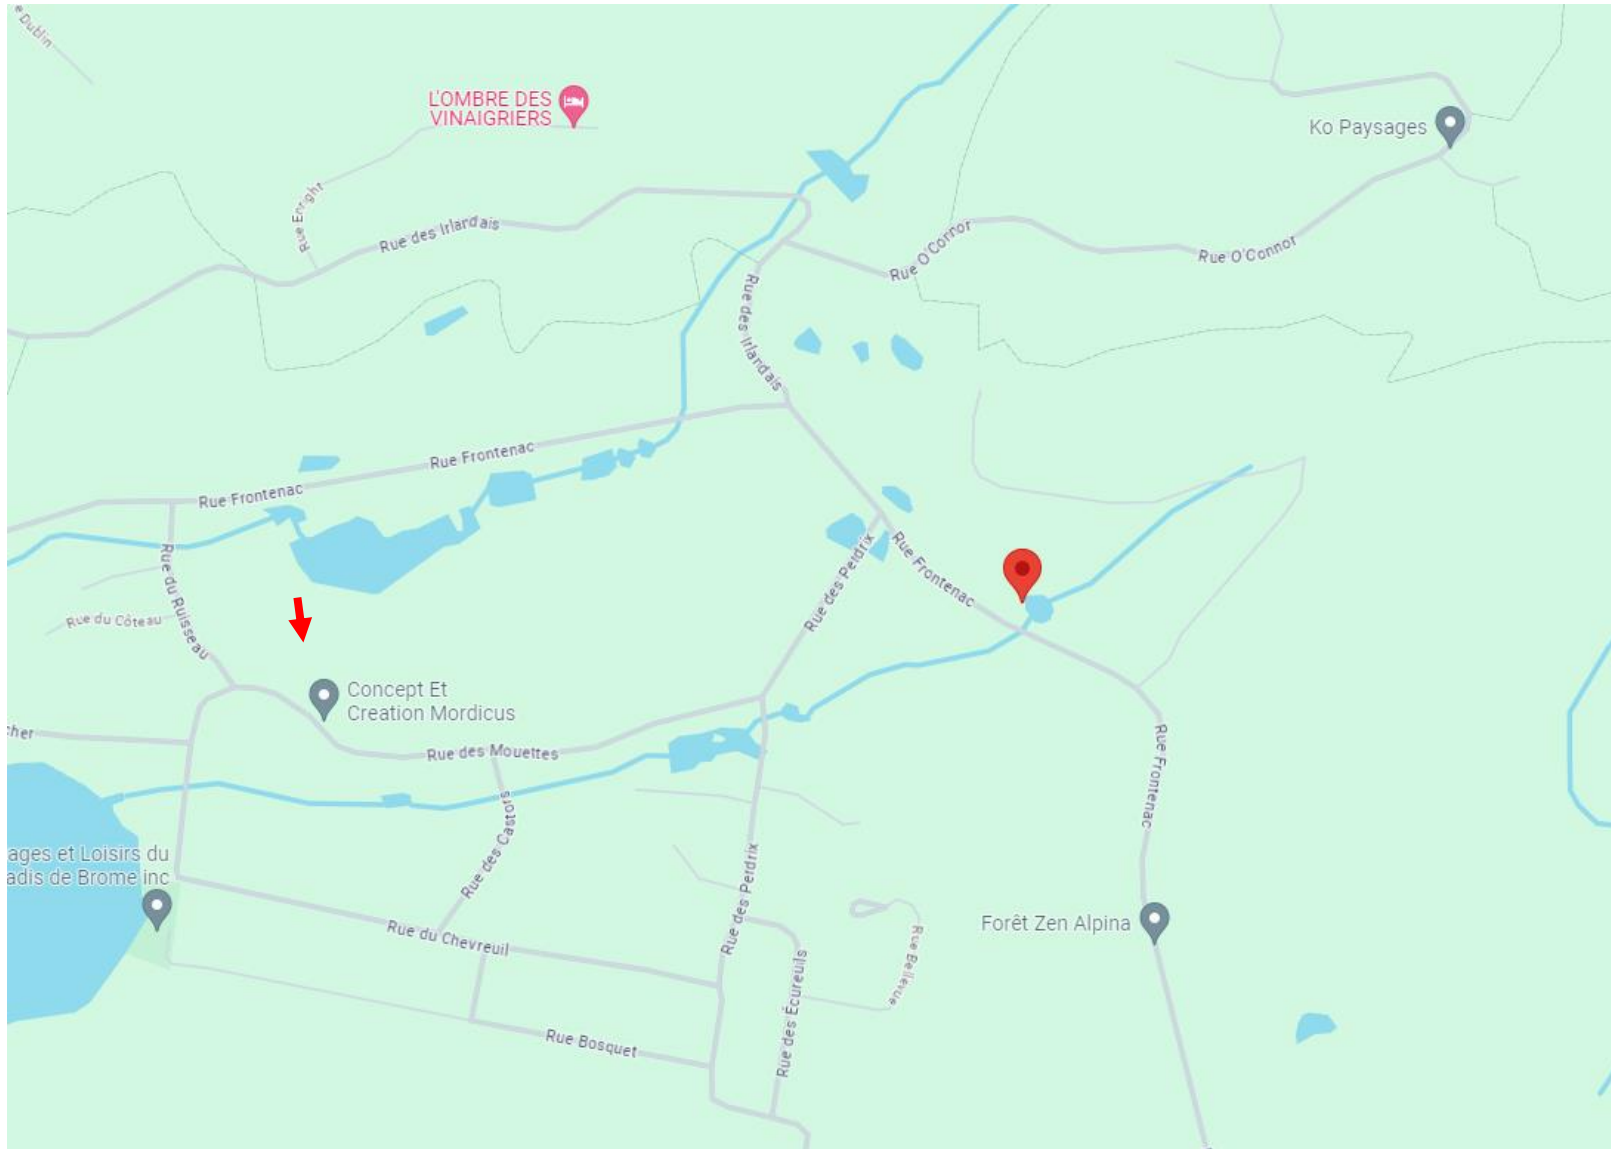 e Dublin
L'OMBRE DES
VINAIGRIERS
Ko Paysages
Rue Enright
Rue des Irlandais
Rue O'Connor
Rue O'Connor
Rue des Irlandais
Rue Frontenac
Rue Frontenac
Rue du Ruisseau
Rue des Perdrix
Rue Frontenac
Rue du Côteau
Concept Et
Creation Mordicus
cher
Rue des Mouettes
Rue Frontenac
Rue des Castors
ages et Loisirs du
adis de Brome inc
Rue des Perdrix
Rue du Chevreuil
Forêt Zen Alpina
Rue Bellevue
Rue des Écureuils
Rue Bosquet